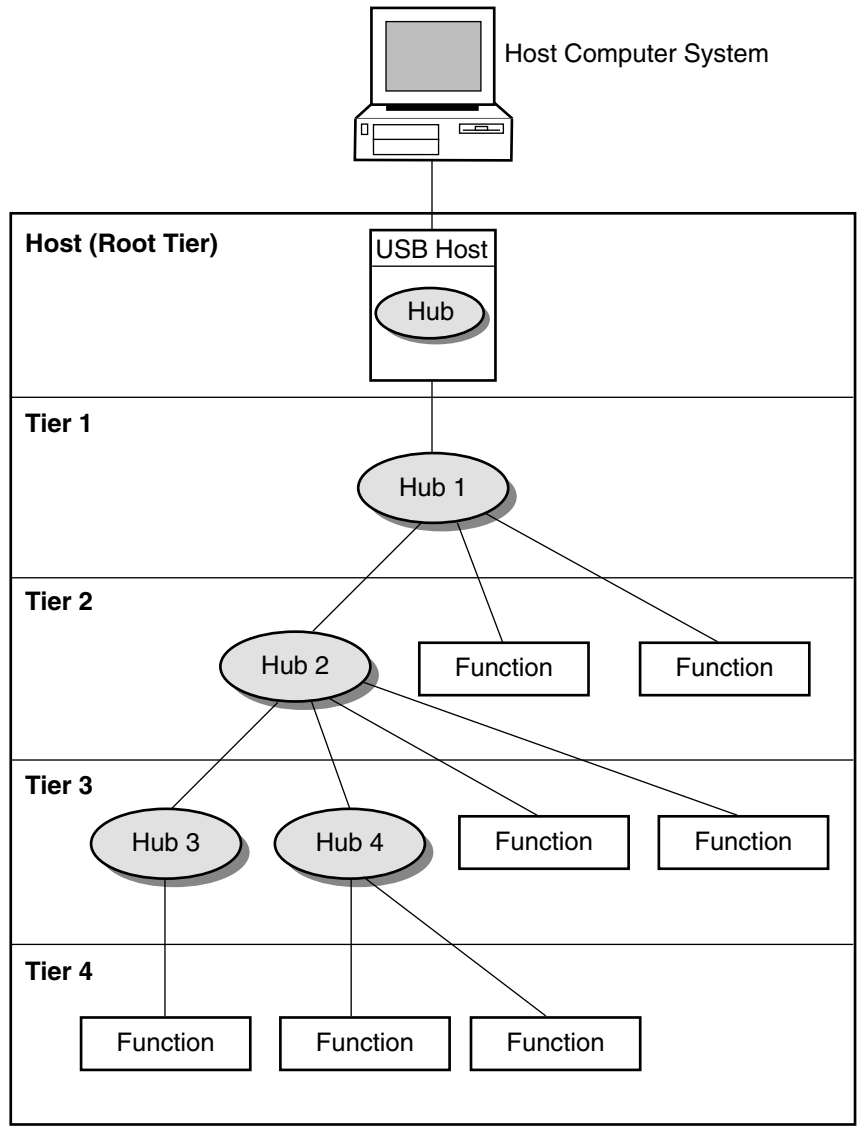 Host Computer System
Host (Root Tier)
USB Host
Hub
Tier 1
Hub 1
Tier 2
Hub 2
Function
Function
Tier 3
Hub 3
Hub 4
Function
Function
Tier 4
Function
Function
Function